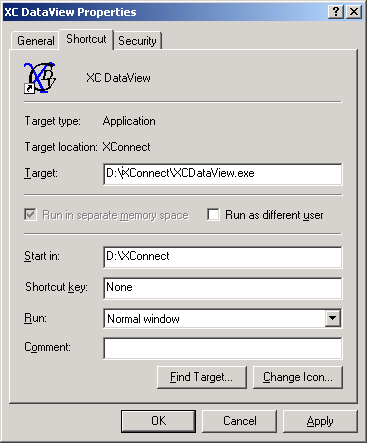 XC DataView Properties
General Shortcut Security
XC DataView
Target type: Application
Target location: XConnect
Target: D:\XConnect\XCDataView.exe
Run in separate memory space Run as different user
Start in: D:\XConnect
Shortcut key: None
Run: Normal window
Comment:
Find Target... Change Icon...
OK Cancel Apply